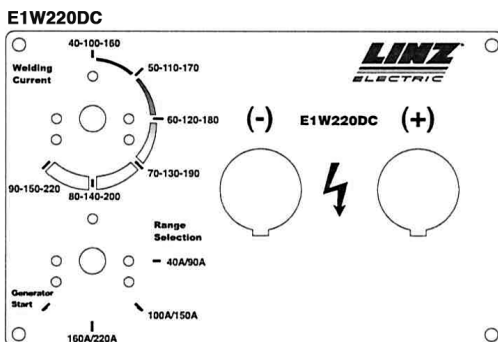 E1W220DC
40-100-160
LINZ
ELECTRIC
Welding
Current
50-110-170
60-120-180
(-) E1W220DC (+)
70-130-190
90-150-220
80-140-200
Range
Selection
40A/90A
Generator
Start
100A/150A
160A/220A